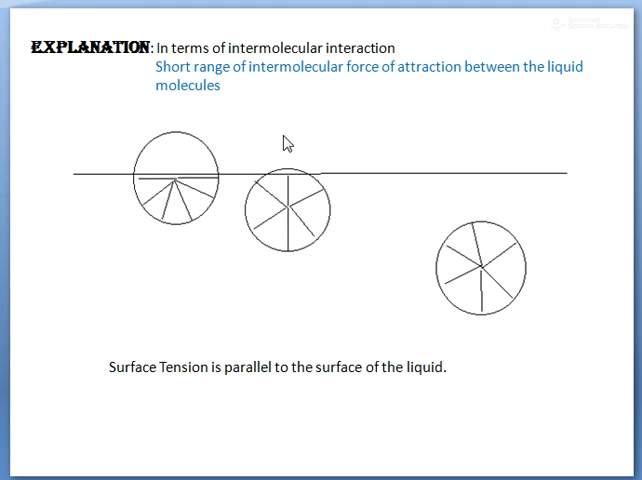 EXPLANATION: In terms of intermolecular interaction
Short range of intermolecular force of attraction between the liquid
molecules
Surface Tension is parallel to the surface of the liquid.